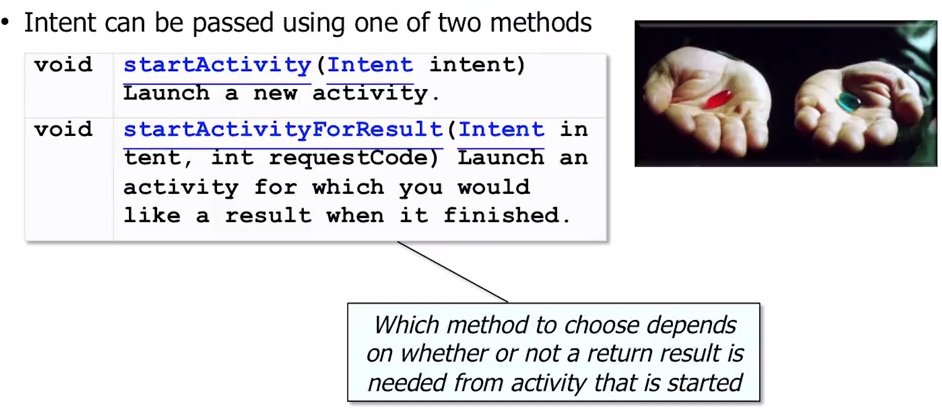 • Intent can be passed using one of two methods
void startActivity(Intent intent)
Launch a new activity.
void startActivityForResult(Intent in
tent, int requestCode) Launch an
activity for which you would
like a result when it finished.
Which method to choose depends
on whether or not a return result is
needed from activity that is started